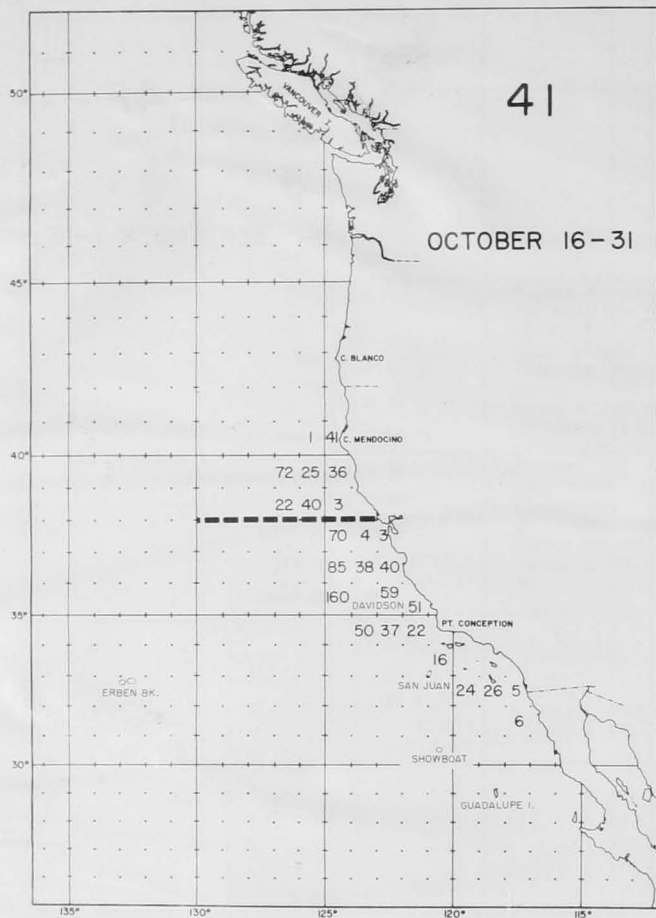 41
50°
VANCOUVER
OCTOBER 16-31
45°
C. BLANCO
1 41 C. MENDOCINO
40°
72 25 36
22 40 3
70 4 3
85 38 40
160 59
DAVIDSON 51
35°
50 37 22 PT. CONCEPTION
16
ERBEN BK.
SAN JUAN 24 26 5
6
SHOWBOAT
30°
GUADALUPE I.
135° 130° 125° 120° 115°